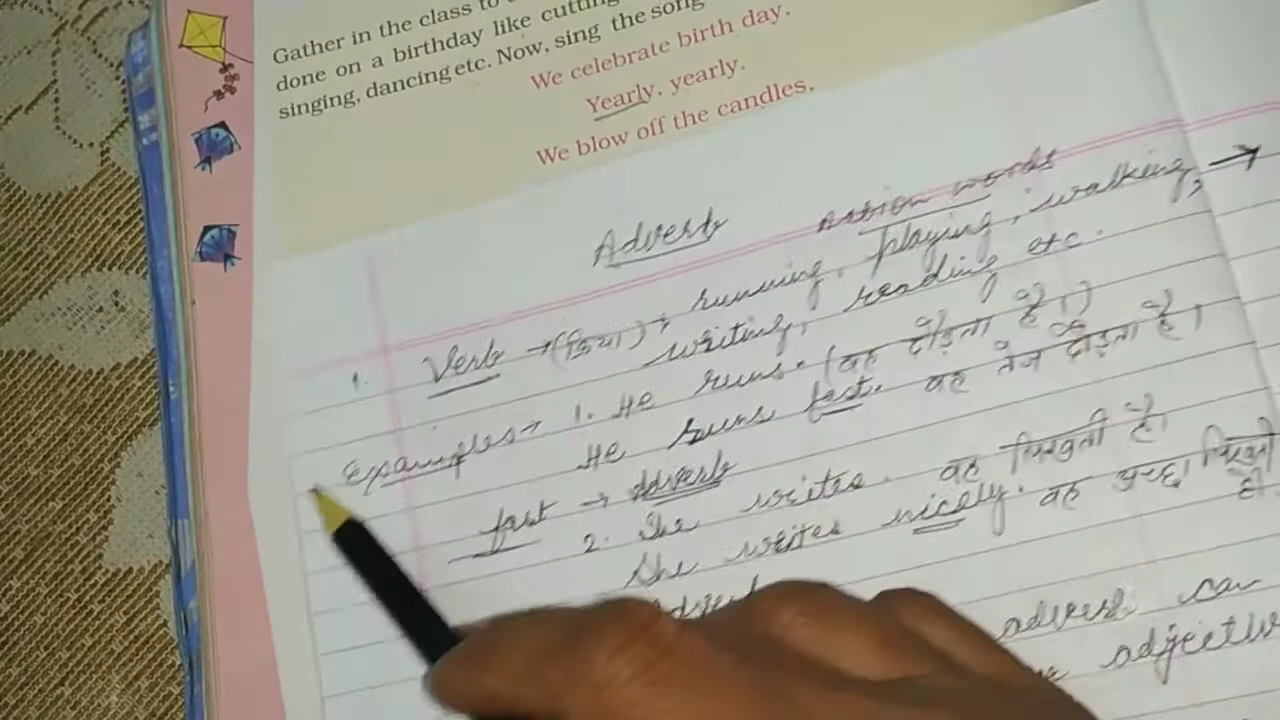 Gather in the class to
done on a birthday like cutting
singing, dancing etc. Now, sing the song
We celebrate birth day.
Yearly, yearly.
We blow off the candles.
Adverb Action words
1. Verb → (क्रिया) → running, playing, walking, →
writing, reading etc.
Examples → 1. He runs. (वह दौड़ता है।)
He runs fast. वह तेज दौड़ता है।
fast → adverb
2. She writes. वह लिखती है।
She writes nicely. वह अच्छा लिखती
है
adverb can
adjective